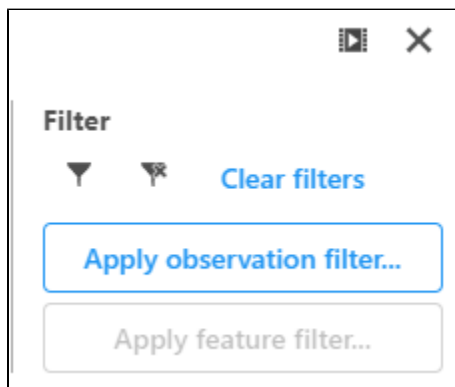 Filter
Clear filters
Apply observation filter...
Apply feature filter...